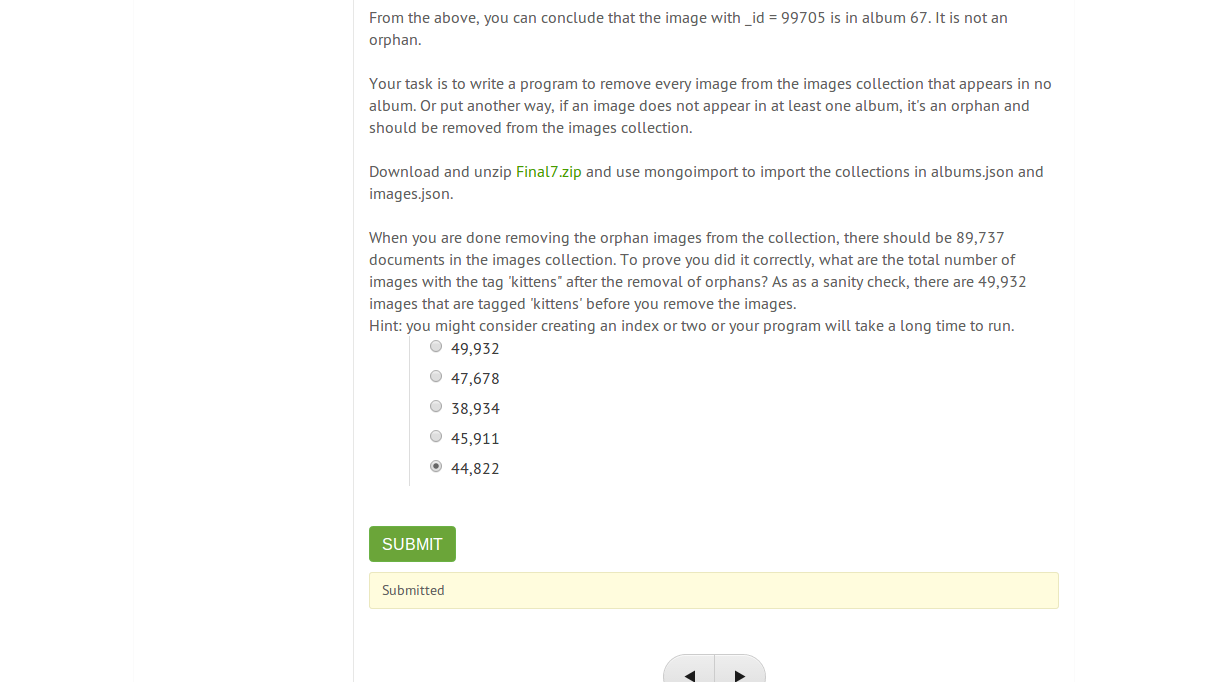 From the above, you can conclude that the image with _id = 99705 is in album 67. It is not an
orphan.
Your task is to write a program to remove every image from the images collection that appears in no
album. Or put another way, if an image does not appear in at least one album, it's an orphan and
should be removed from the images collection.
Download and unzip Final7.zip and use mongoimport to import the collections in albums.json and
images.json.
When you are done removing the orphan images from the collection, there should be 89,737
documents in the images collection. To prove you did it correctly, what are the total number of
images with the tag 'kittens" after the removal of orphans? As as a sanity check, there are 49,932
images that are tagged 'kittens' before you remove the images.
Hint: you might consider creating an index or two or your program will take a long time to run.
49,932
47,678
38,934
45,911
44,822
SUBMIT
Submitted